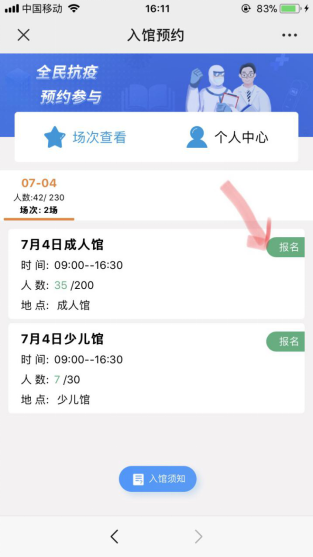 中国移动
16:11
83%
入馆预约
全民抗疫
预约参与
场次查看
个人中心
07-04
人数:42/ 230
场次: 2场
7月4日成人馆
报名
时 间: 09:00--16:30
人 数: 35 /200
地 点: 成人馆
7月4日少儿馆
报名
时 间: 09:00--16:30
人 数: 7 /30
地 点: 少儿馆
入馆须知